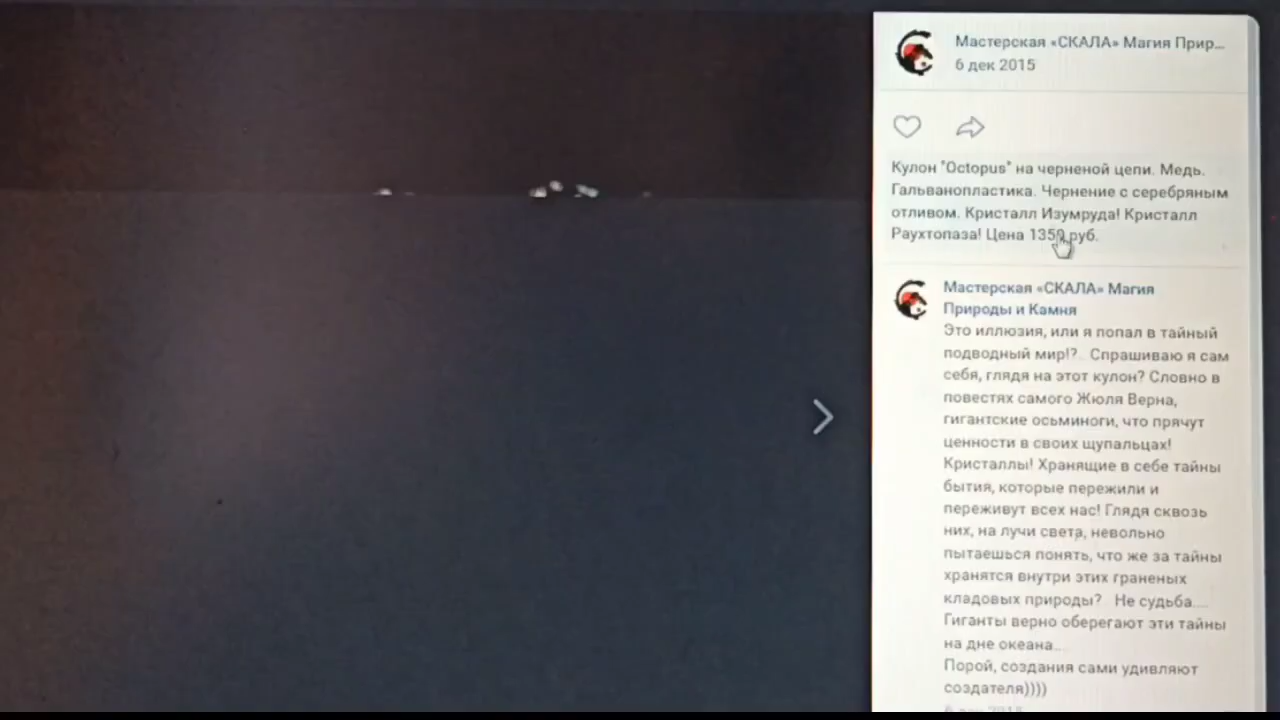 Мастерская «СКАЛА» Магия Прир...
6 дек 2015
Кулон "Octopus" на черненой цепи. Медь.
Гальванопластика. Чернение с серебряным
отливом. Кристалл Изумруда! Кристалл
Раухтопаза! Цена 1350 руб.
Мастерская «СКАЛА» Магия
Природы и Камня
Это иллюзия, или я попал в тайный
подводный мир!?.. Спрашиваю я сам
себя, глядя на этот кулон? Словно в
повестях самого Жюля Верна,
гигантские осьминоги, что прячут
ценности в своих щупальцах!
Кристаллы! Хранящие в себе тайны
бытия, которые пережили и
переживут всех нас! Глядя сквозь
них, на лучи света, невольно
пытаешься понять, что же за тайны
хранятся внутри этих граненых
кладовых природы? Не судьба....
Гиганты верно оберегают эти тайны
на дне океана...
Порой, создания сами удивляют
создателя))))
6 дек 2015